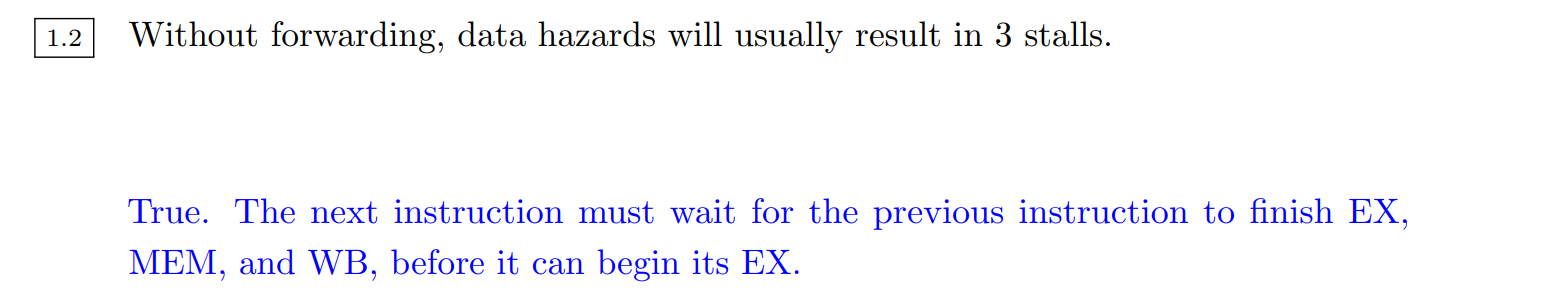 1.2 Without forwarding, data hazards will usually result in 3 stalls.
True. The next instruction must wait for the previous instruction to finish EX,
MEM, and WB, before it can begin its EX.